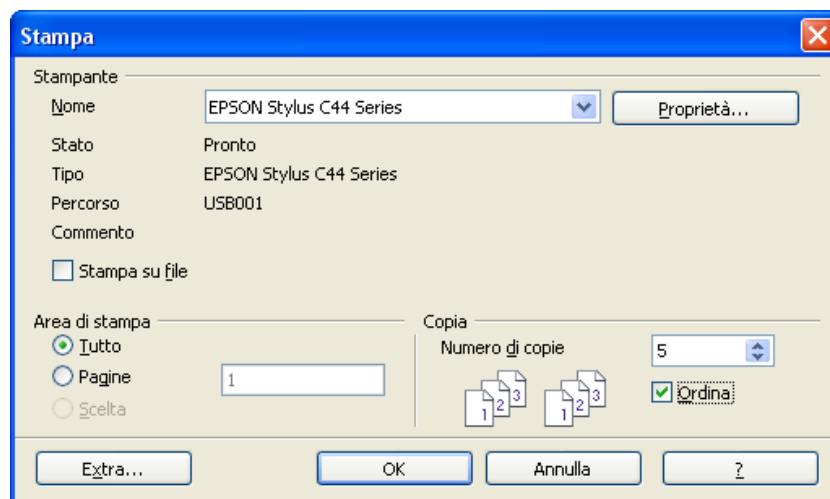 Stampa
Stampante
Nome EPSON Stylus C44 Series Proprietà...
Stato Pronto
Tipo EPSON Stylus C44 Series
Percorso USB001
Commento
Stampa su file
Area di stampa
Tutto
Pagine 1
Scelta
Copia
Numero di copie 5
1 2 3 1 2 3
Ordina
Extra... OK Annulla ?